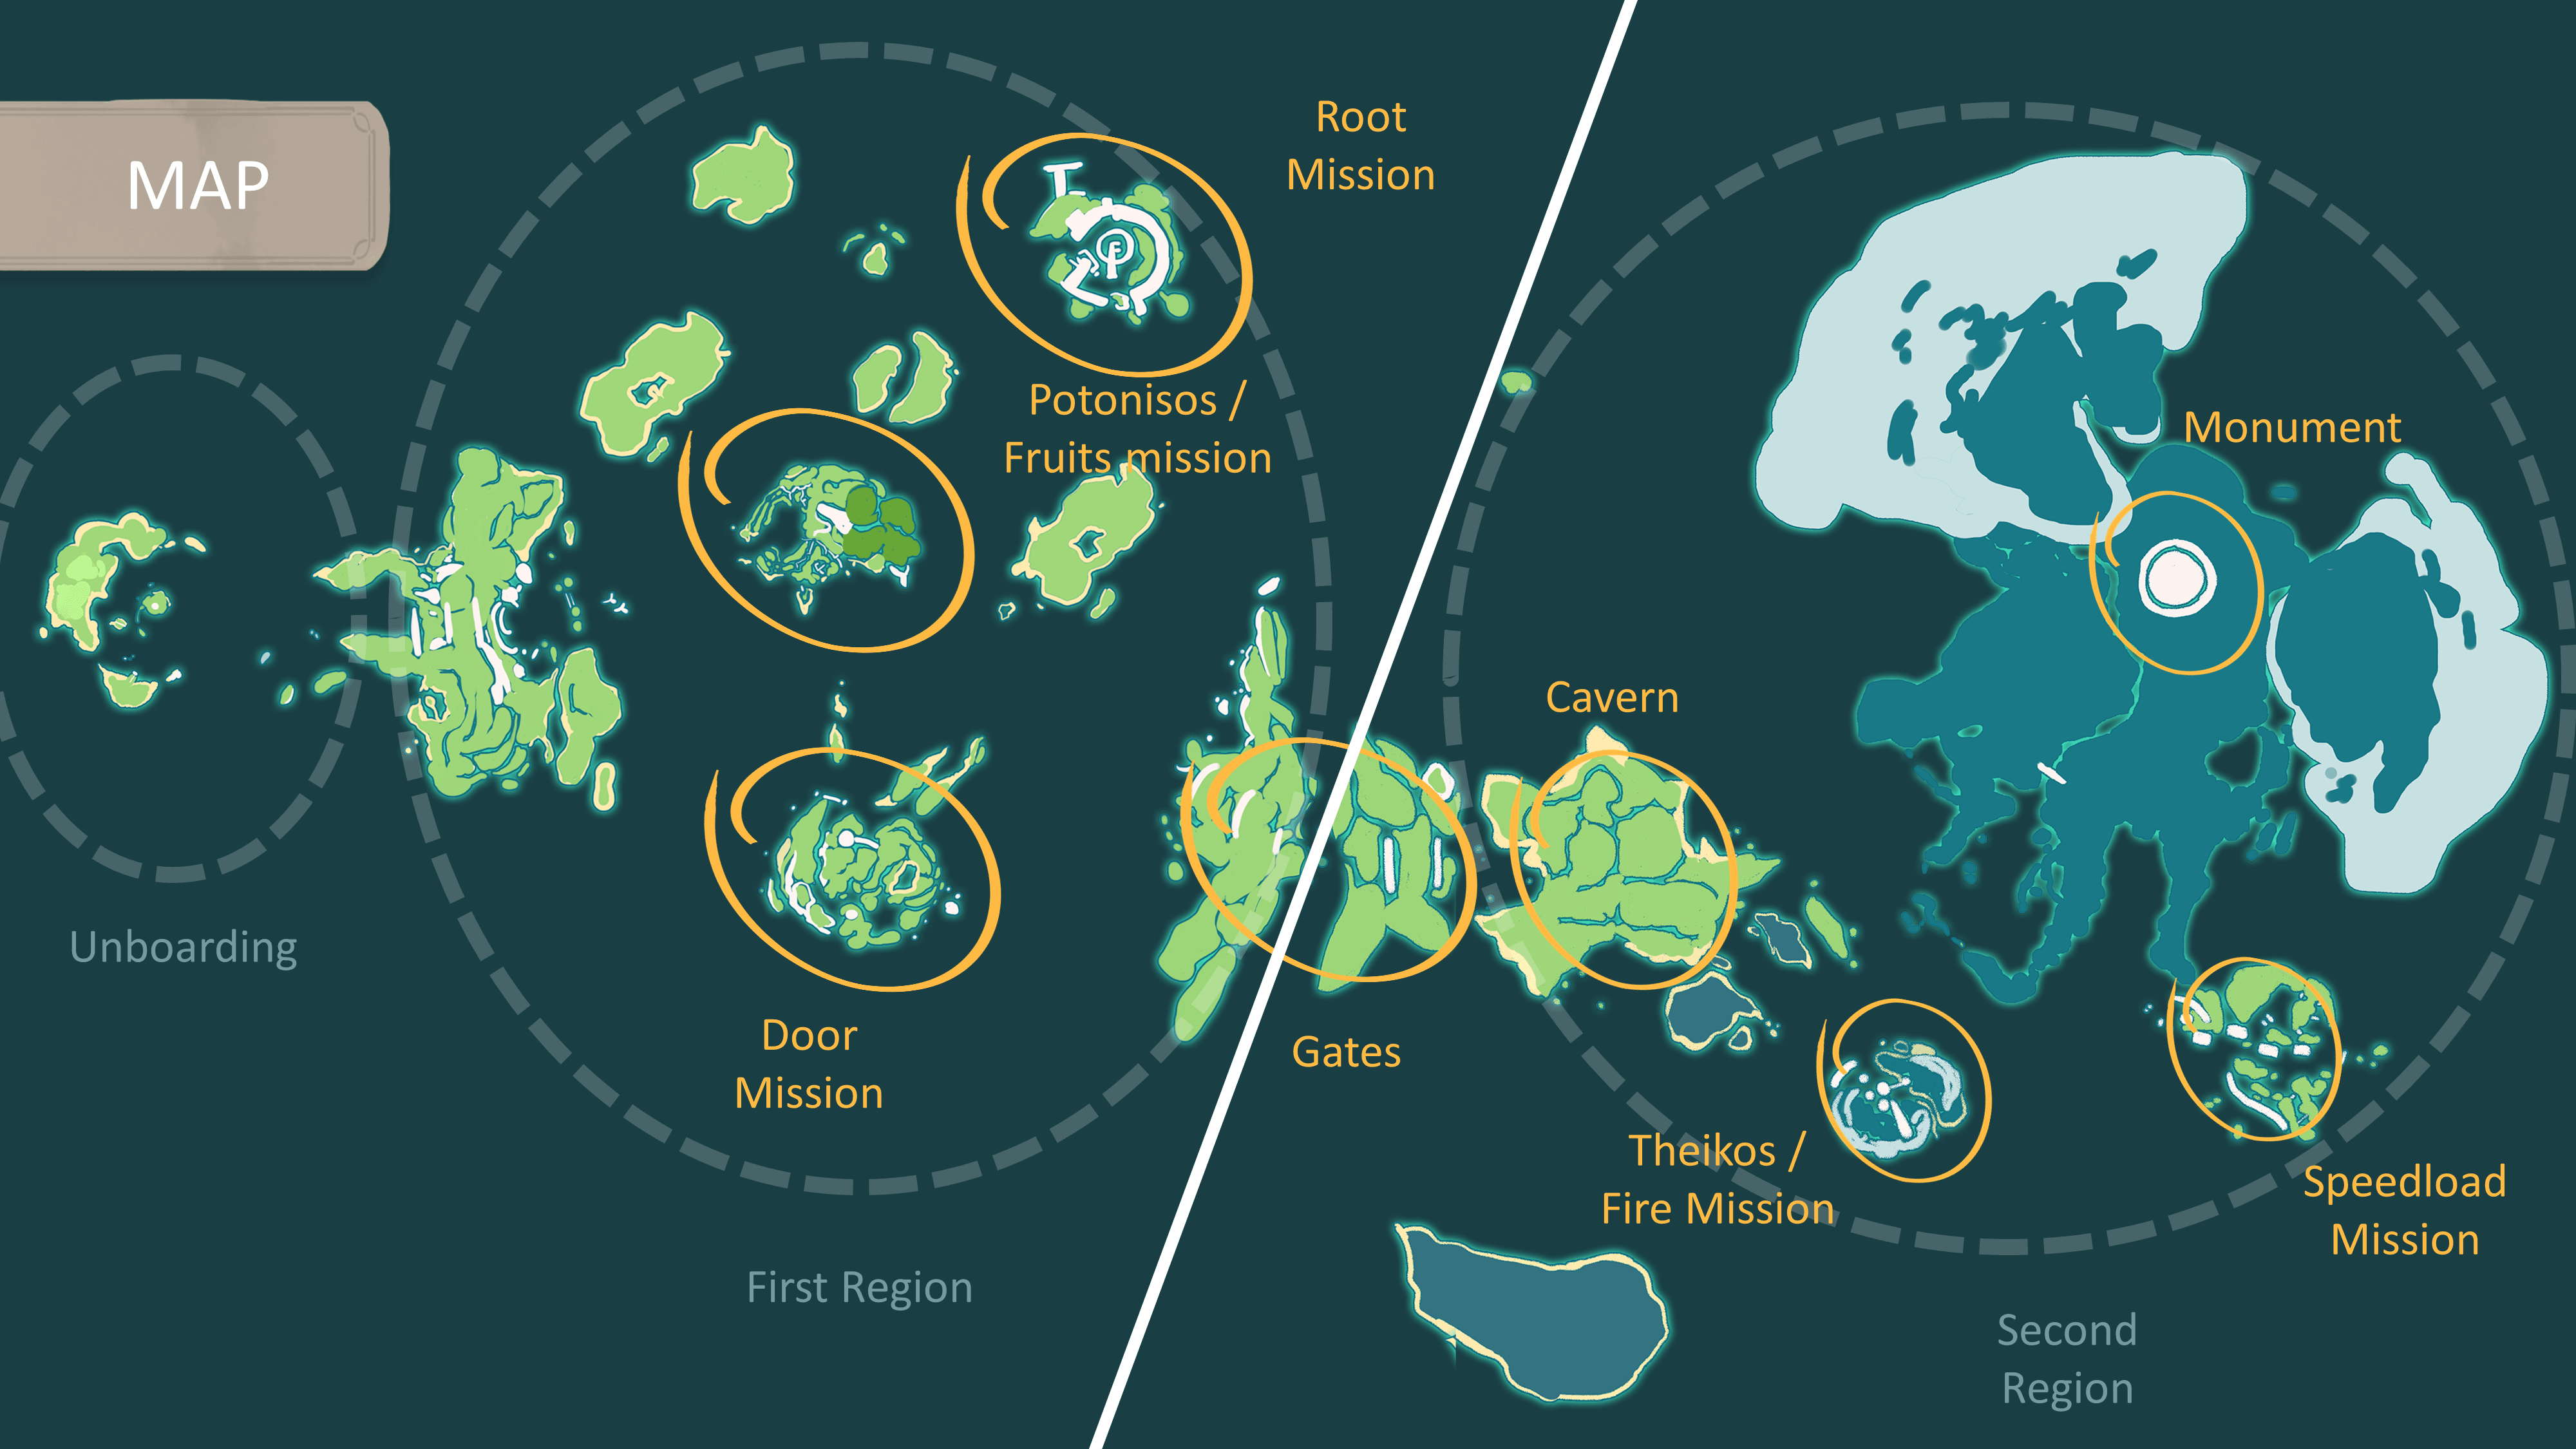 MAP
Root
Mission
Potonisos /
Fruits mission
Monument
Cavern
Unboarding
Door
Mission
Gates
Theikos /
Fire Mission
Speedload
Mission
First Region
Second
Region